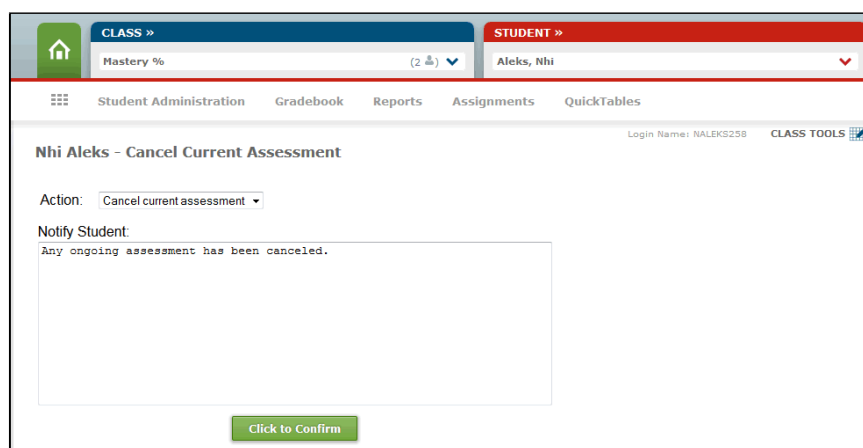 CLASS »
STUDENT »
Mastery %
(2 )
Aleks, Nhi
Student Administration Gradebook Reports Assignments QuickTables
Login Name: NALEKS258 CLASS TOOLS
Nhi Aleks - Cancel Current Assessment
Action: Cancel current assessment
Notify Student:
Any ongoing assessment has been canceled.
Click to Confirm